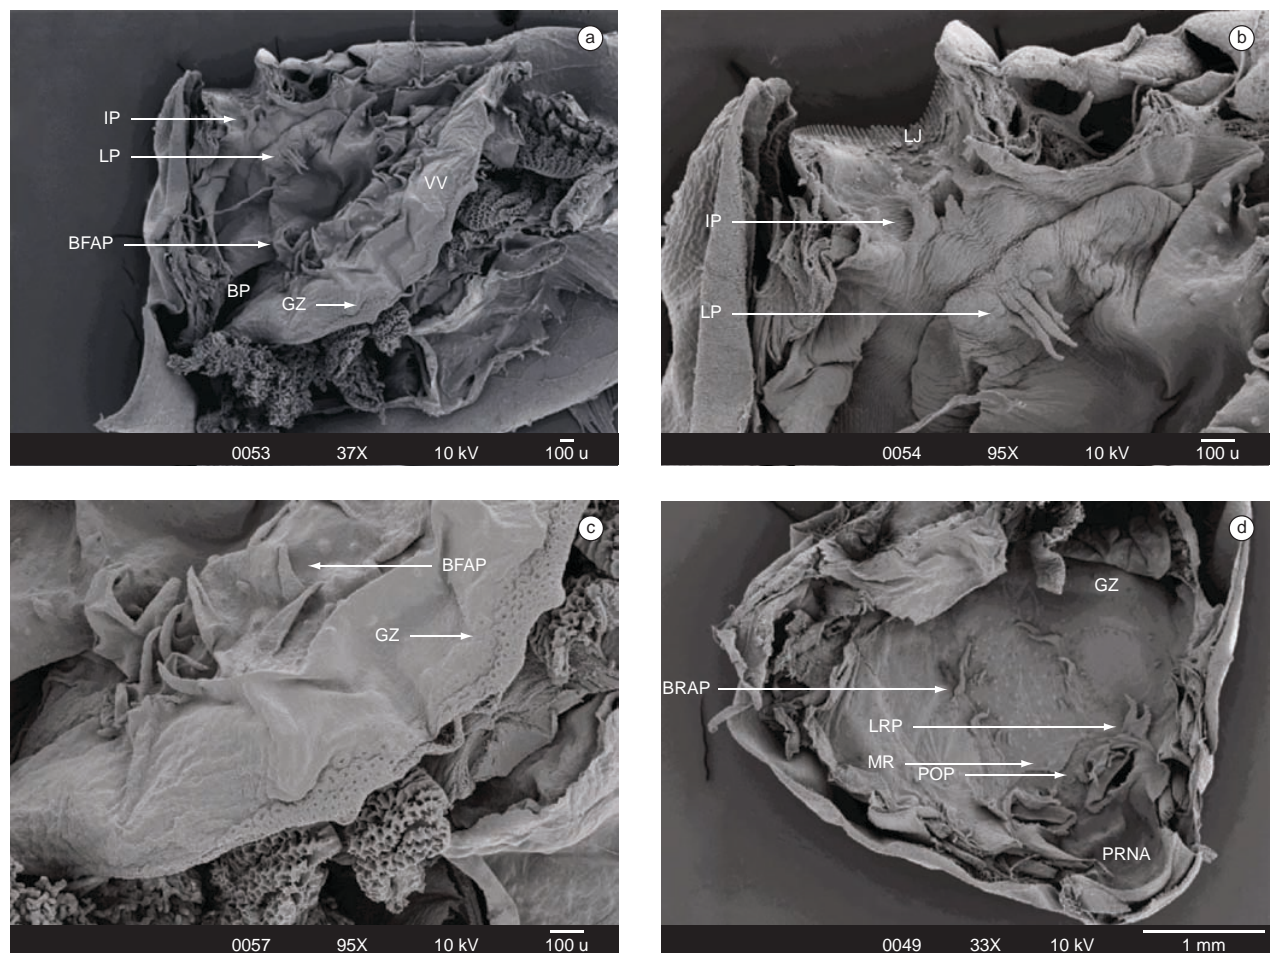 a
IP
LP
VV
BFAP
BP
GZ
0053 37X 10 kV 100 u
b
LJ
IP
LP
0054 95X 10 kV 100 u
c
BFAP
GZ
0057 95X 10 kV 100 u
d
GZ
BRAP
LRP
MR
POP
PRNA
0049 33X 10 kV 1 mm